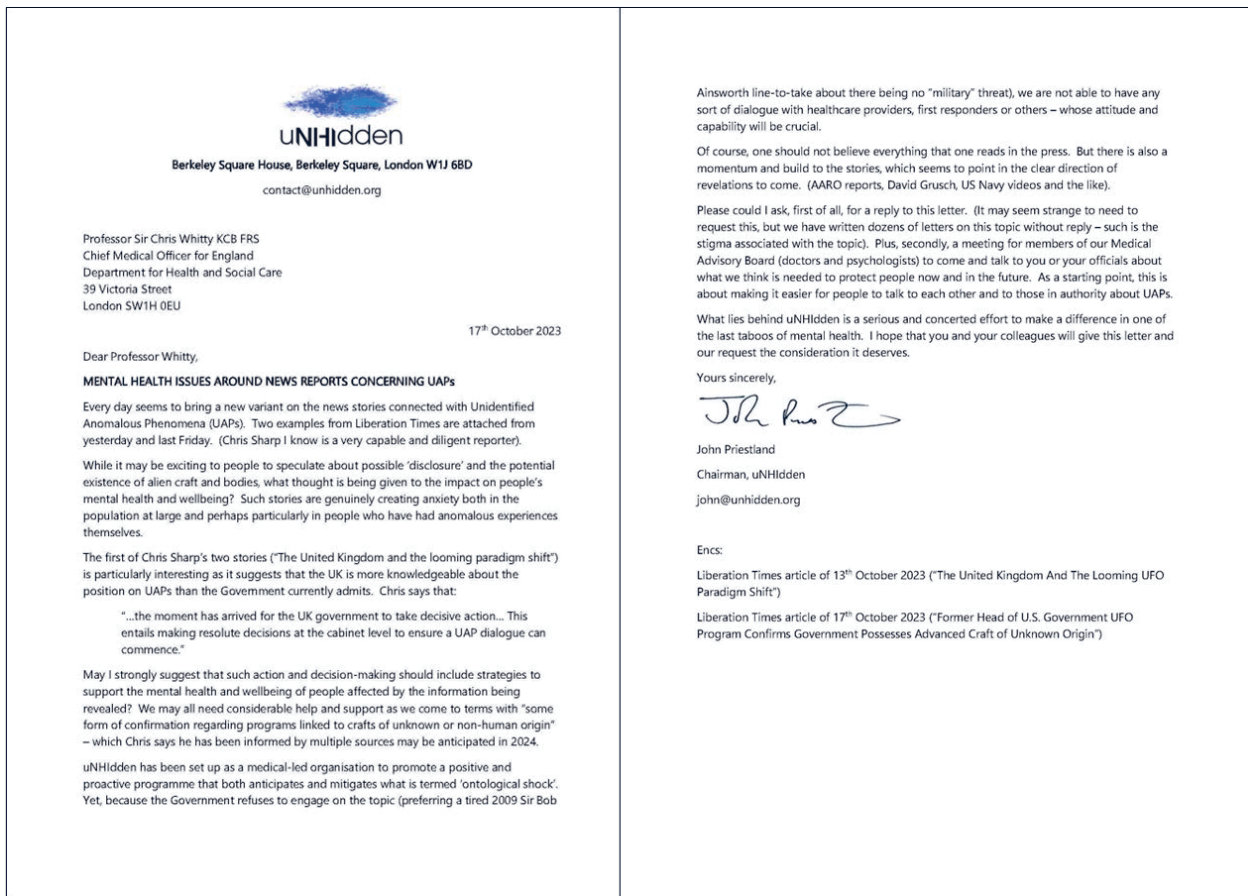 uNHIdden
Berkeley Square House, Berkeley Square, London W1J 6BD
contact@unhidden.org
Professor Sir Chris Whitty KCB FRS
Chief Medical Officer for England
Department for Health and Social Care
39 Victoria Street
London SW1H 0EU
17th October 2023
Dear Professor Whitty,
MENTAL HEALTH ISSUES AROUND NEWS REPORTS CONCERNING UAPs
Every day seems to bring a new variant on the news stories connected with Unidentified
Anomalous Phenomena (UAPs). Two examples from Liberation Times are attached from
yesterday and last Friday. (Chris Sharp I know is a very capable and diligent reporter).
While it may be exciting to people to speculate about possible ‘disclosure’ and the potential
existence of alien craft and bodies, what thought is being given to the impact on people’s
mental health and wellbeing? Such stories are genuinely creating anxiety both in the
population at large and perhaps particularly in people who have had anomalous experiences
themselves.
The first of Chris Sharp’s two stories (“The United Kingdom and the looming paradigm shift”)
is particularly interesting as it suggests that the UK is more knowledgeable about the
position on UAPs than the Government currently admits. Chris says that:
“...the moment has arrived for the UK government to take decisive action... This
entails making resolute decisions at the cabinet level to ensure a UAP dialogue can
commence.”
May I strongly suggest that such action and decision-making should include strategies to
support the mental health and wellbeing of people affected by the information being
revealed? We may all need considerable help and support as we come to terms with “some
form of confirmation regarding programs linked to crafts of unknown or non-human origin”
– which Chris says he has been informed by multiple sources may be anticipated in 2024.
uNHIdden has been set up as a medical-led organisation to promote a positive and
proactive programme that both anticipates and mitigates what is termed ‘ontological shock’.
Yet, because the Government refuses to engage on the topic (preferring a tired 2009 Sir Bob
Ainsworth line-to-take about there being no “military” threat), we are not able to have any
sort of dialogue with healthcare providers, first responders or others – whose attitude and
capability will be crucial.
Of course, one should not believe everything that one reads in the press. But there is also a
momentum and build to the stories, which seems to point in the clear direction of
revelations to come. (AARO reports, David Grusch, US Navy videos and the like).
Please could I ask, first of all, for a reply to this letter. (It may seem strange to need to
request this, but we have written dozens of letters on this topic without reply – such is the
stigma associated with the topic). Plus, secondly, a meeting for members of our Medical
Advisory Board (doctors and psychologists) to come and talk to you or your officials about
what we think is needed to protect people now and in the future. As a starting point, this is
about making it easier for people to talk to each other and to those in authority about UAPs.
What lies behind uNHIdden is a serious and concerted effort to make a difference in one of
the last taboos of mental health. I hope that you and your colleagues will give this letter and
our request the consideration it deserves.
Yours sincerely,
John Priestland
Chairman, uNHIdden
john@unhidden.org
Encs:
Liberation Times article of 13th October 2023 (“The United Kingdom And The Looming UFO
Paradigm Shift”)
Liberation Times article of 17th October 2023 (“Former Head of U.S. Government UFO
Program Confirms Government Possesses Advanced Craft of Unknown Origin”)